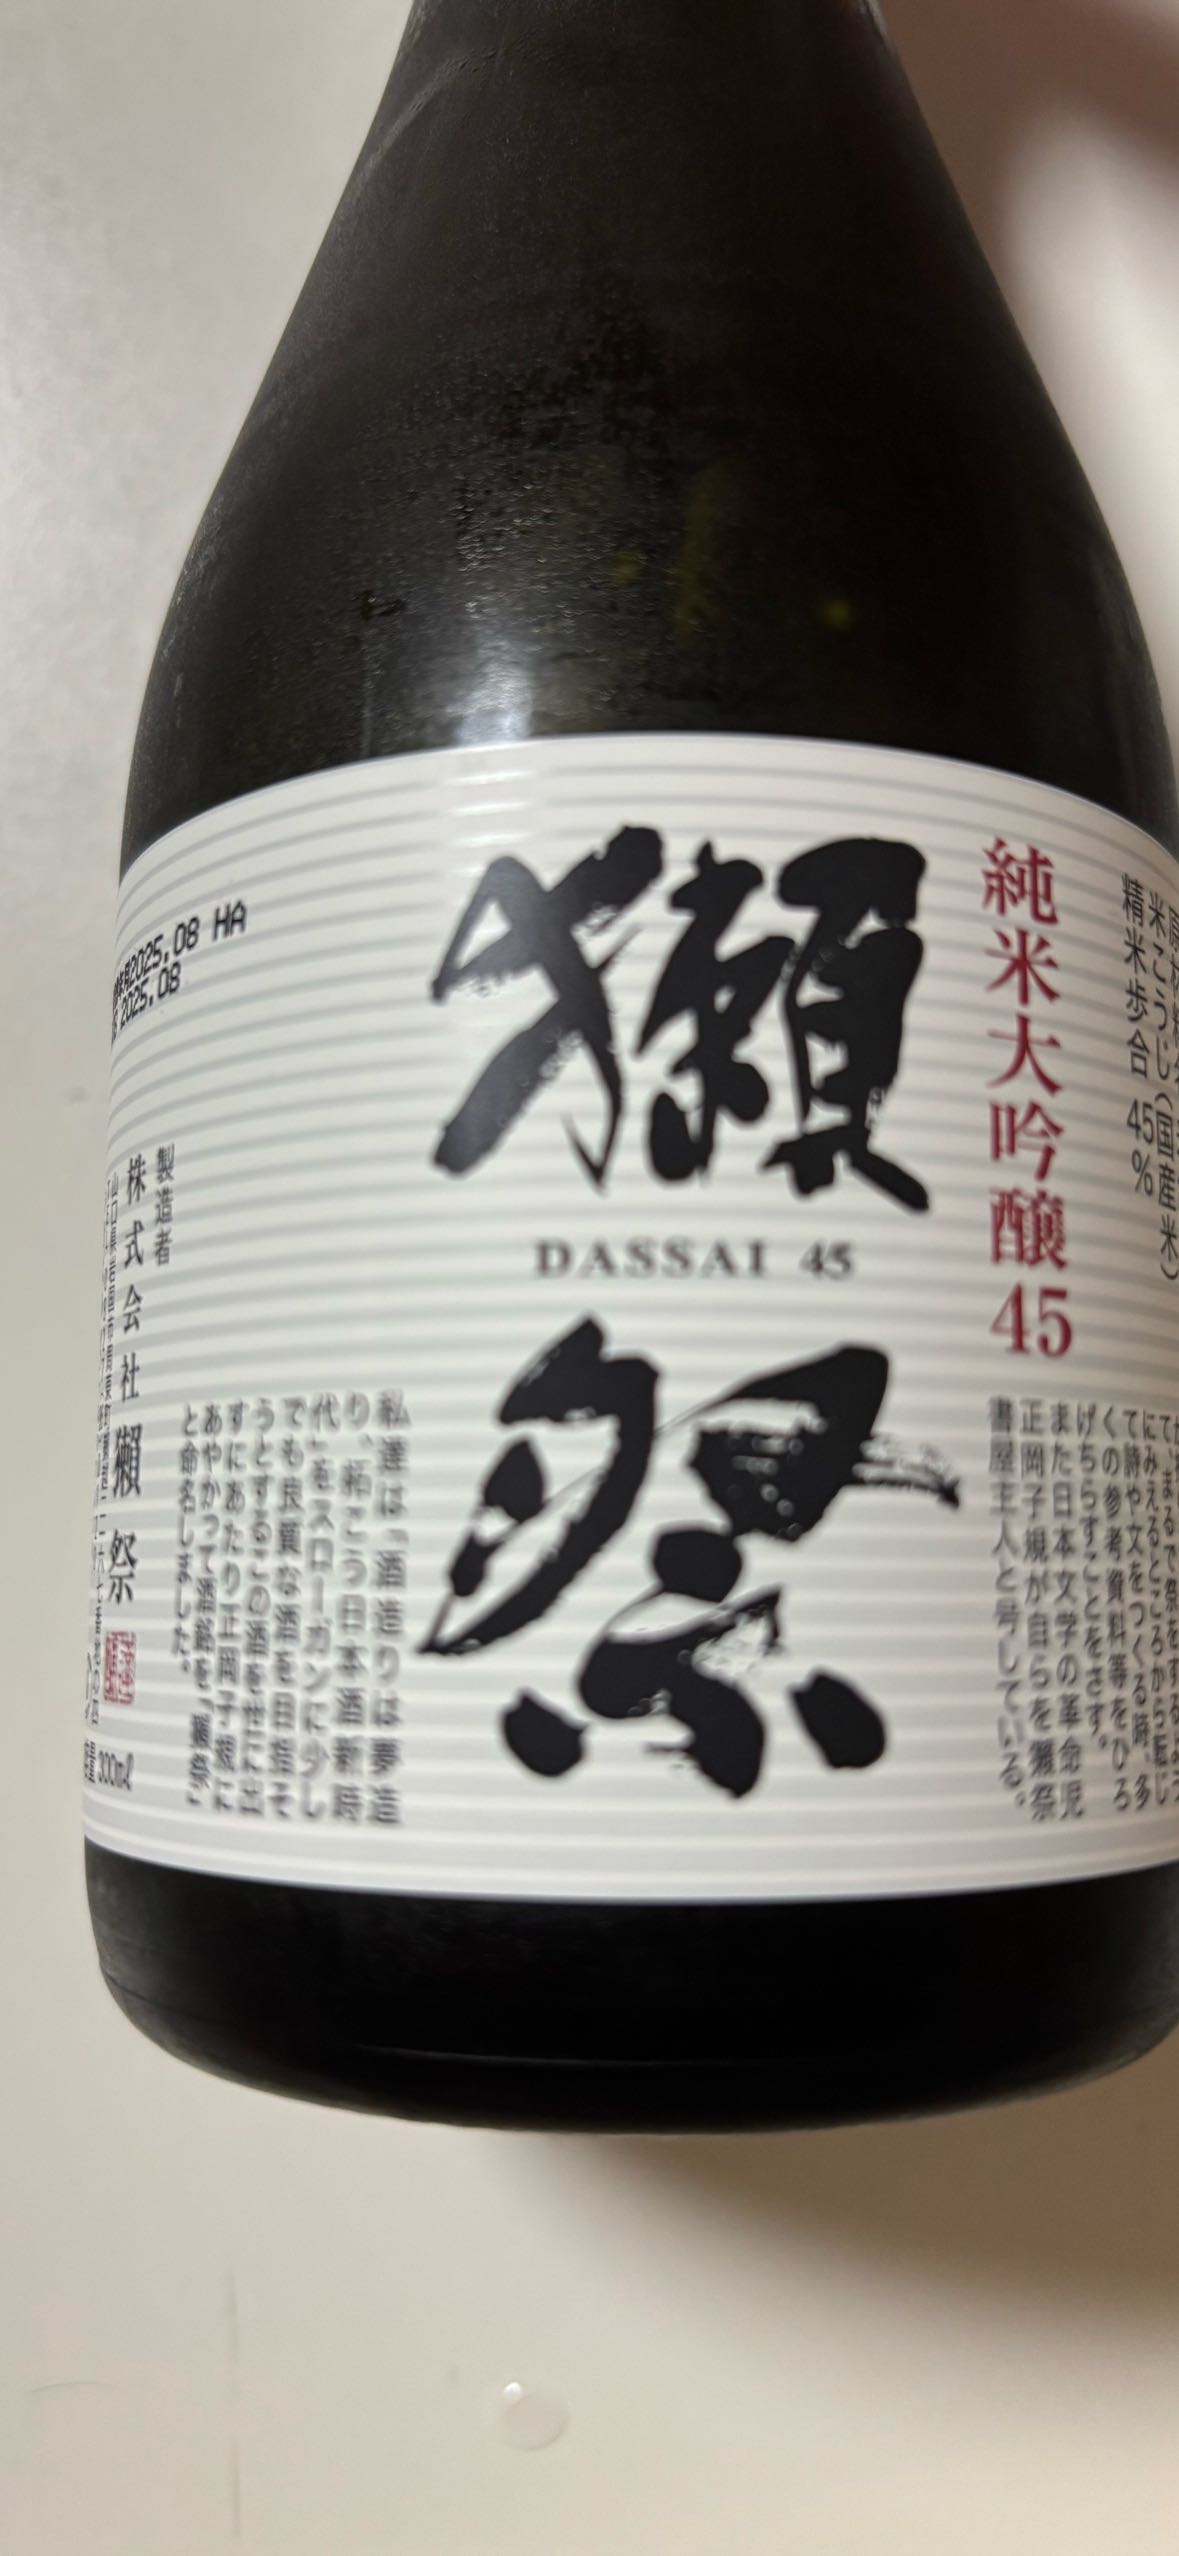 米こうじ(国産米)
精米歩合 45%
純米大吟醸45
獺祭
DASSAI 45
にみえるところから転じ
て詩や文をつくる時、多
くの参考資料等をひろ
げちらすことをさす。
また日本文学の革命児
正岡子規が自らを獺祭
書屋主人と号している。
私達は「酒造りは夢造
り、拓こう日本酒新時
代」をスローガンに少し
でも良質な酒を目指そ
うとするこの酒を世に出
すにあたり正岡子規に
あやかって酒銘を「獺祭」
と命名しました。
2025.08 HA
2025.08
製造者
株式会社獺祭
300ml